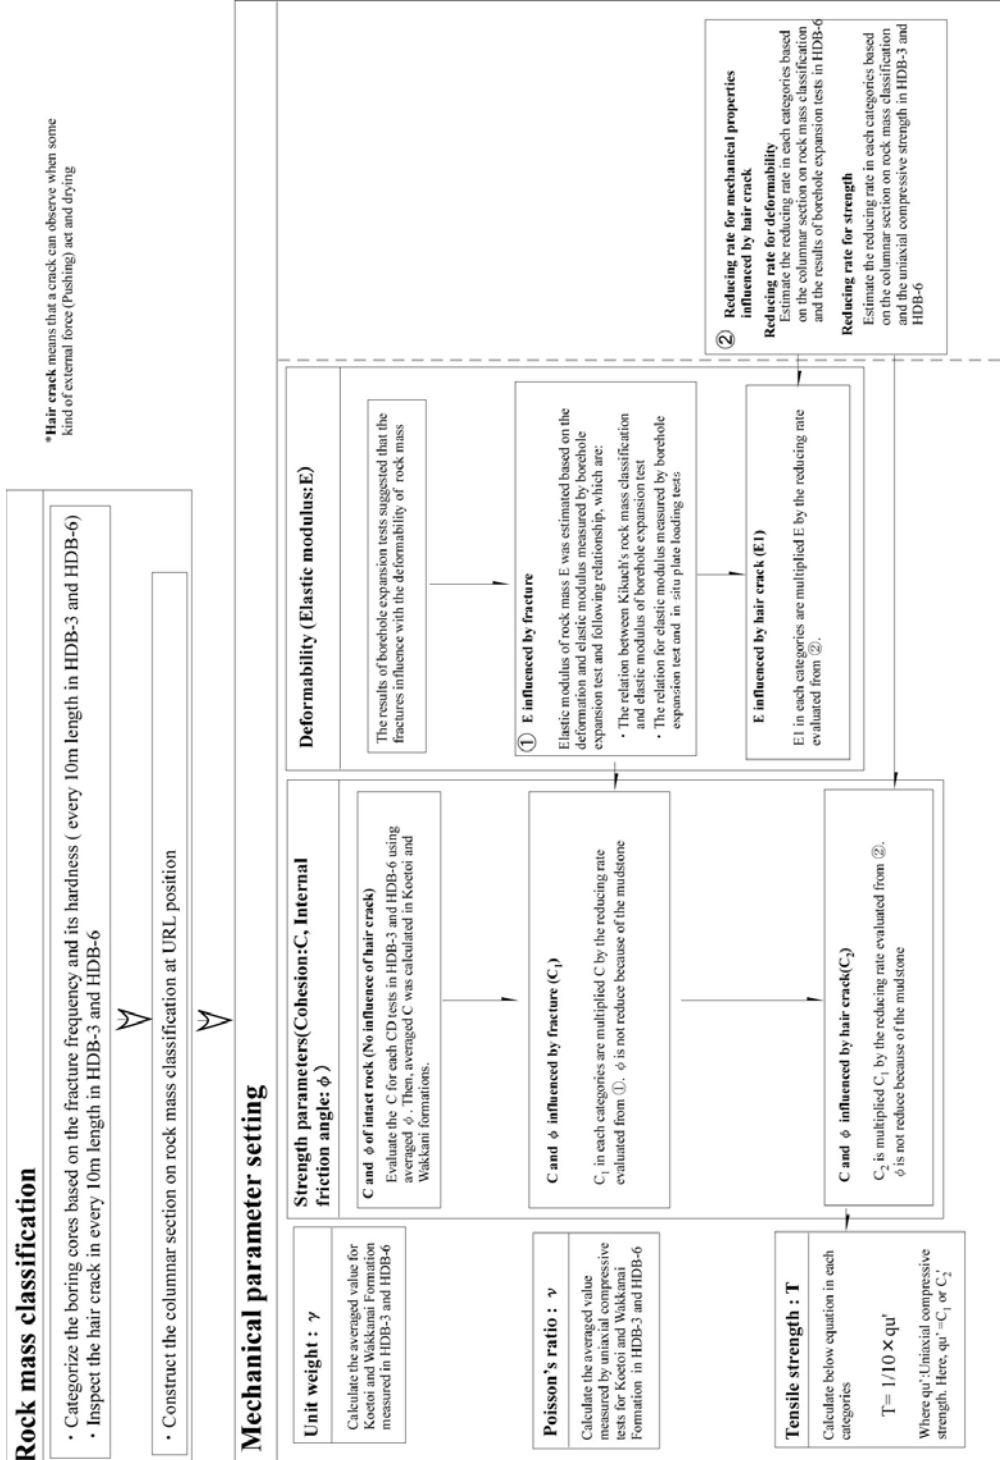 Rock mass classification
・ Categorize the boring cores based on the fracture frequency and its hardness ( every 10m length in HDB-3 and HDB-6)
・ Inspect the hair crack in every 10m length in HDB-3 and HDB-6
・ Construct the columnar section on rock mass classification at URL position
*Hair crack means that a crack can observe when some
kind of external force (Pushing) act and drying
Mechanical parameter setting
Unit weight : γ
Calculate the averaged value for
Koetoi and Wakkanai Formation
measured in HDB-3 and HDB-6
Poisson's ratio : ν
Calculate the averaged value
measured by uniaxial compressive
tests for Koetoi and Wakkanai
Formation in HDB-3 and HDB-6
Tensile strength : T
Calculate below equation in each
categories
T= 1/10 × qu'
Where qu':Uniaxial compressive
strength. Here, qu' =C₁ or C₂'
Strength parameters(Cohesion:C, Internal
friction angle: ϕ )
C and ϕ of intact rock (No influence of hair crack)
Evaluate the C for each CD tests in HDB-3 and HDB-6 using
averaged ϕ . Then, averaged C was calculated in Koetoi and
Wakkani formations.
C and ϕ influenced by fracture (C₁)
C₁ in each categories are multiplied C by the reducing rate
evaluated from ①. ϕ is not reduce because of the mudstone
C and ϕ influenced by hair crack(C₂)
C₂ is multiplied C₁ by the reducing rate evaluated from ②.
ϕ is not reduce because of the mudstone
Deformability (Elastic modulus:E)
The results of borehole expansion tests suggested that the
fractures influence with the deformability of rock mass
① E influenced by fracture
Elastic modulus of rock mass E was estimated based on the
deformation and elastic modulus measured by borehole
expansion test and following relationship, which are:
・ The relation between Kikuch's rock mass classification
and elastic modulus of borehole expansion test
・ The relation for elastic modulus measured by borehole
expansion test and in situ plate loading tests
E influenced by hair crack (E1)
E1 in each categories are multiplied E by the reducing rate
evaluated from ②.
② Reducing rate for mechanical properties
influenced by hair crack
Reducing rate for deformability
Estimate the reducing rate in each categories based
on the columnar section on rock mass classification
and the results of borehole expansion tests in HDB-6
Reducing rate for strength
Estimate the reducing rate in each categories based
on the columnar section on rock mass classification
and the uniaxial compressive strength in HDB-3 and
HDB-6